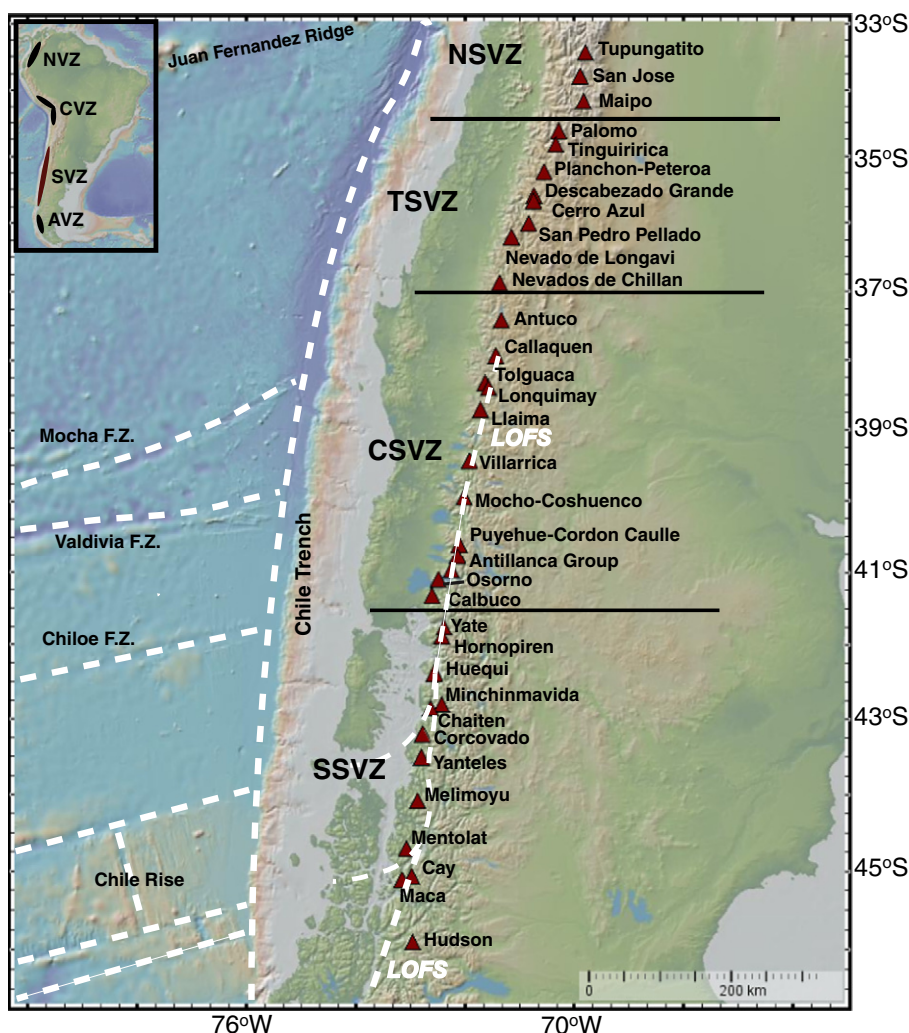 33°S
Juan Fernandez Ridge
NVZ
CVZ
SVZ
AVZ
NSVZ
Tupungatito
San Jose
Maipo
Palomo
Tinguiririca
35°S
Planchon-Peteroa
Descabezado Grande
TSVZ
Cerro Azul
San Pedro Pellado
Nevado de Longavi
Nevados de Chillan
37°S
Antuco
Callaquen
Tolguaca
Lonquimay
Llaima
39°S
LOFS
Mocha F.Z.
CSVZ
Villarrica
Mocho-Coshuenco
Valdivia F.Z.
Puyehue-Cordon Caulle
Antillanca Group
41°S
Osorno
Calbuco
Chile Trench
Yate
Chiloe F.Z.
Hornopiren
Huequi
Minchinmavida
43°S
Chaiten
Corcovado
SSVZ
Yanteles
Melimoyu
Mentolat
Cay
45°S
Chile Rise
Maca
Hudson
LOFS
0
200 km
76°W
70°W